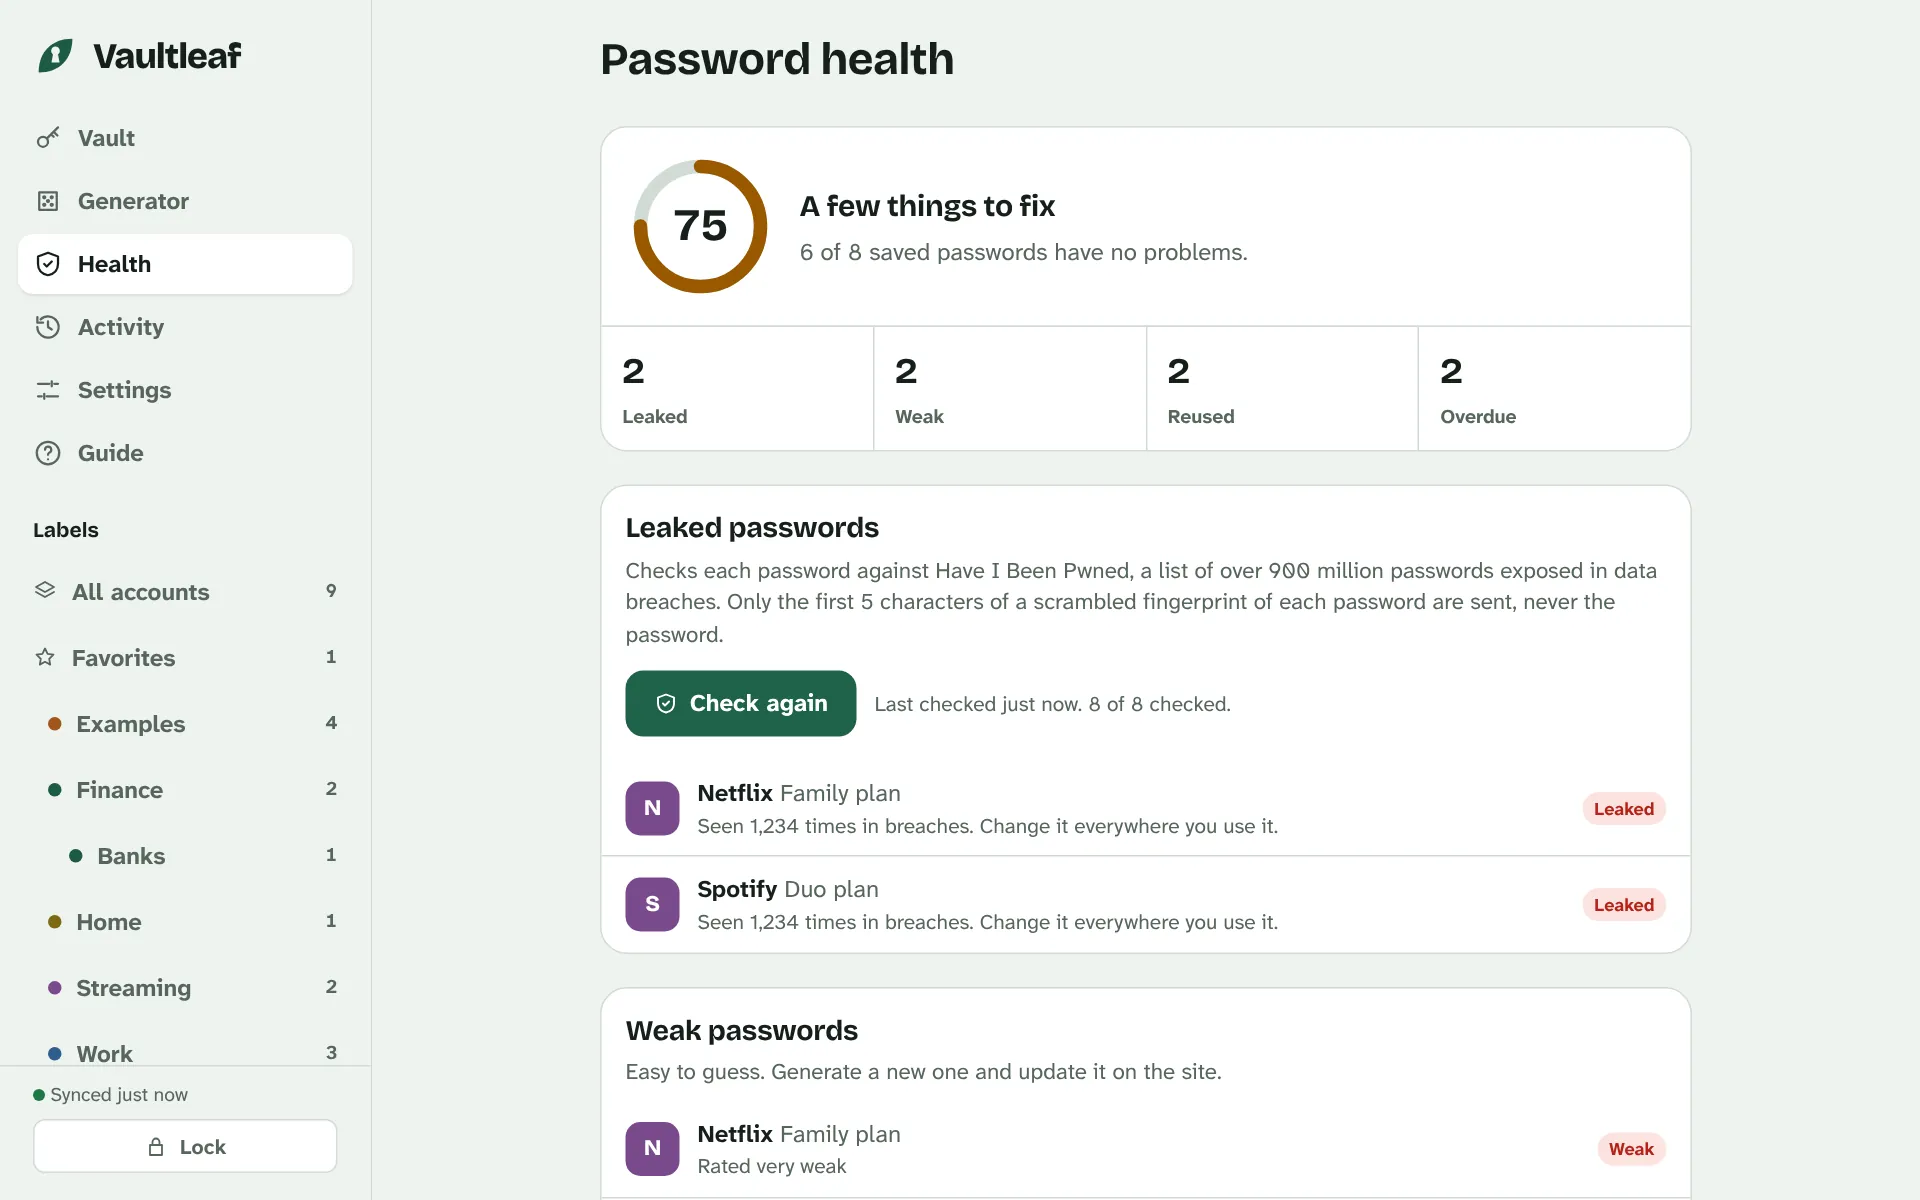 Vaultleaf
Vault
Generator
Health
Activity
Settings
Guide
Labels
All accounts 9
Favorites 1
Examples 4
Finance 2
Banks 1
Home 1
Streaming 2
Work 3
Synced just now
Lock
Password health
75
A few things to fix
6 of 8 saved passwords have no problems.
2
Leaked
2
Weak
2
Reused
2
Overdue
Leaked passwords
Checks each password against Have I Been Pwned, a list of over 900 million passwords exposed in data
breaches. Only the first 5 characters of a scrambled fingerprint of each password are sent, never the
password.
Check again
Last checked just now. 8 of 8 checked.
N
Netflix Family plan
Seen 1,234 times in breaches. Change it everywhere you use it.
Leaked
S
Spotify Duo plan
Seen 1,234 times in breaches. Change it everywhere you use it.
Leaked
Weak passwords
Easy to guess. Generate a new one and update it on the site.
N
Netflix Family plan
Rated very weak
Weak